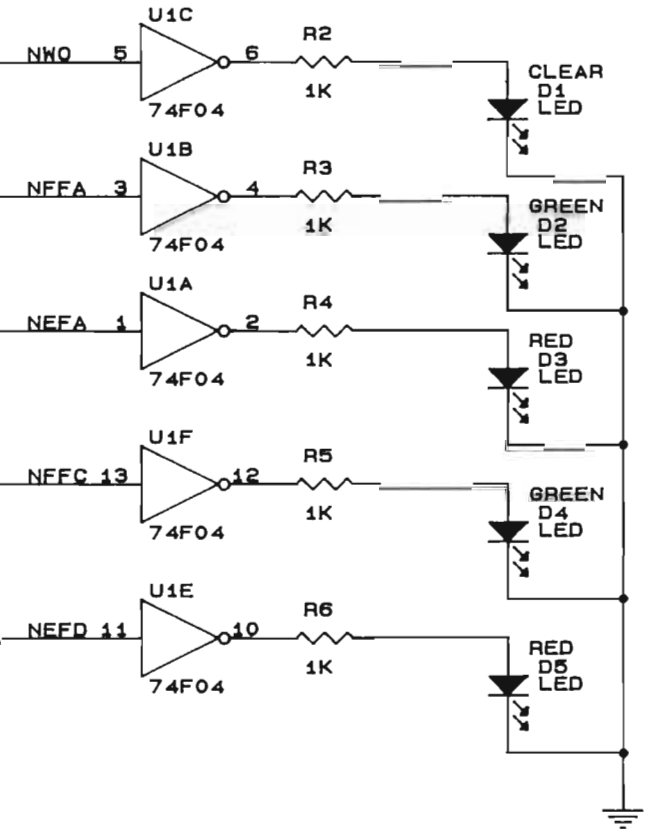 U1C
NWO 5
6
R2
1K
74F04
CLEAR
D1
LED
U1B
NFFA 3
4
R3
1K
74F04
GREEN
D2
LED
U1A
NEFA 1
2
R4
1K
74F04
RED
D3
LED
U1F
NFFC 13
12
R5
1K
74F04
GREEN
D4
LED
U1E
NEFD 11
10
R6
1K
74F04
RED
D5
LED